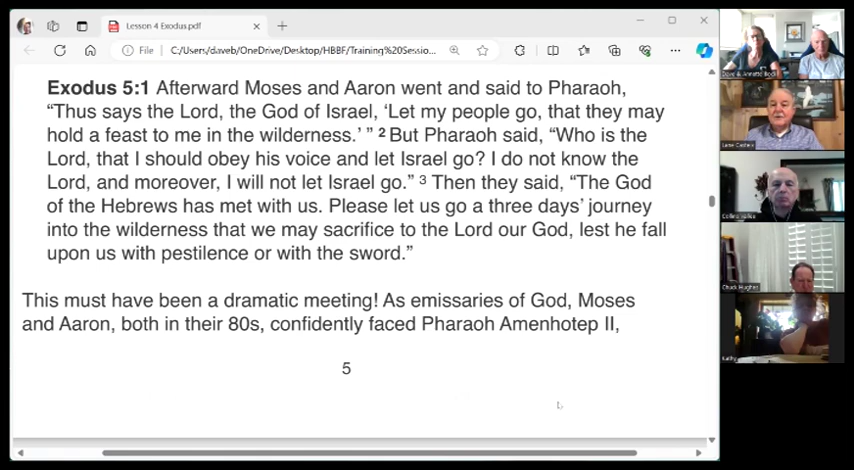 Lesson 4 Exodus.pdf
File
C:/Users/daveb/OneDrive/Desktop/HBBF/Training%20Sessio...
Exodus 5:1 Afterward Moses and Aaron went and said to Pharaoh,
“Thus says the Lord, the God of Israel, ‘Let my people go, that they may
hold a feast to me in the wilderness.’ ” 2 But Pharaoh said, “Who is the
Lord, that I should obey his voice and let Israel go? I do not know the
Lord, and moreover, I will not let Israel go.” 3 Then they said, “The God
of the Hebrews has met with us. Please let us go a three days’ journey
into the wilderness that we may sacrifice to the Lord our God, lest he fall
upon us with pestilence or with the sword.”
This must have been a dramatic meeting! As emissaries of God, Moses
and Aaron, both in their 80s, confidently faced Pharaoh Amenhotep II,
5
Dave & Annette
Lane
Collins
Chuck Hughes
Kathy